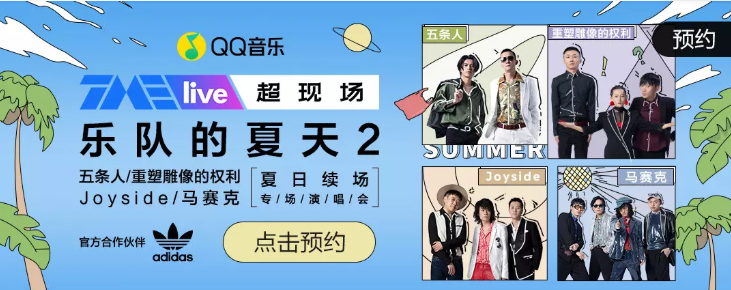 QQ音乐
TME live 超现场
乐队的夏天2
五条人/重塑雕像的权利
Joyside/马赛克
夏日续场
专/场/演/唱/会
官方合作伙伴
adidas
点击预约
五条人
重塑雕像的权利
预约
SUMMER
Joyside
马赛克